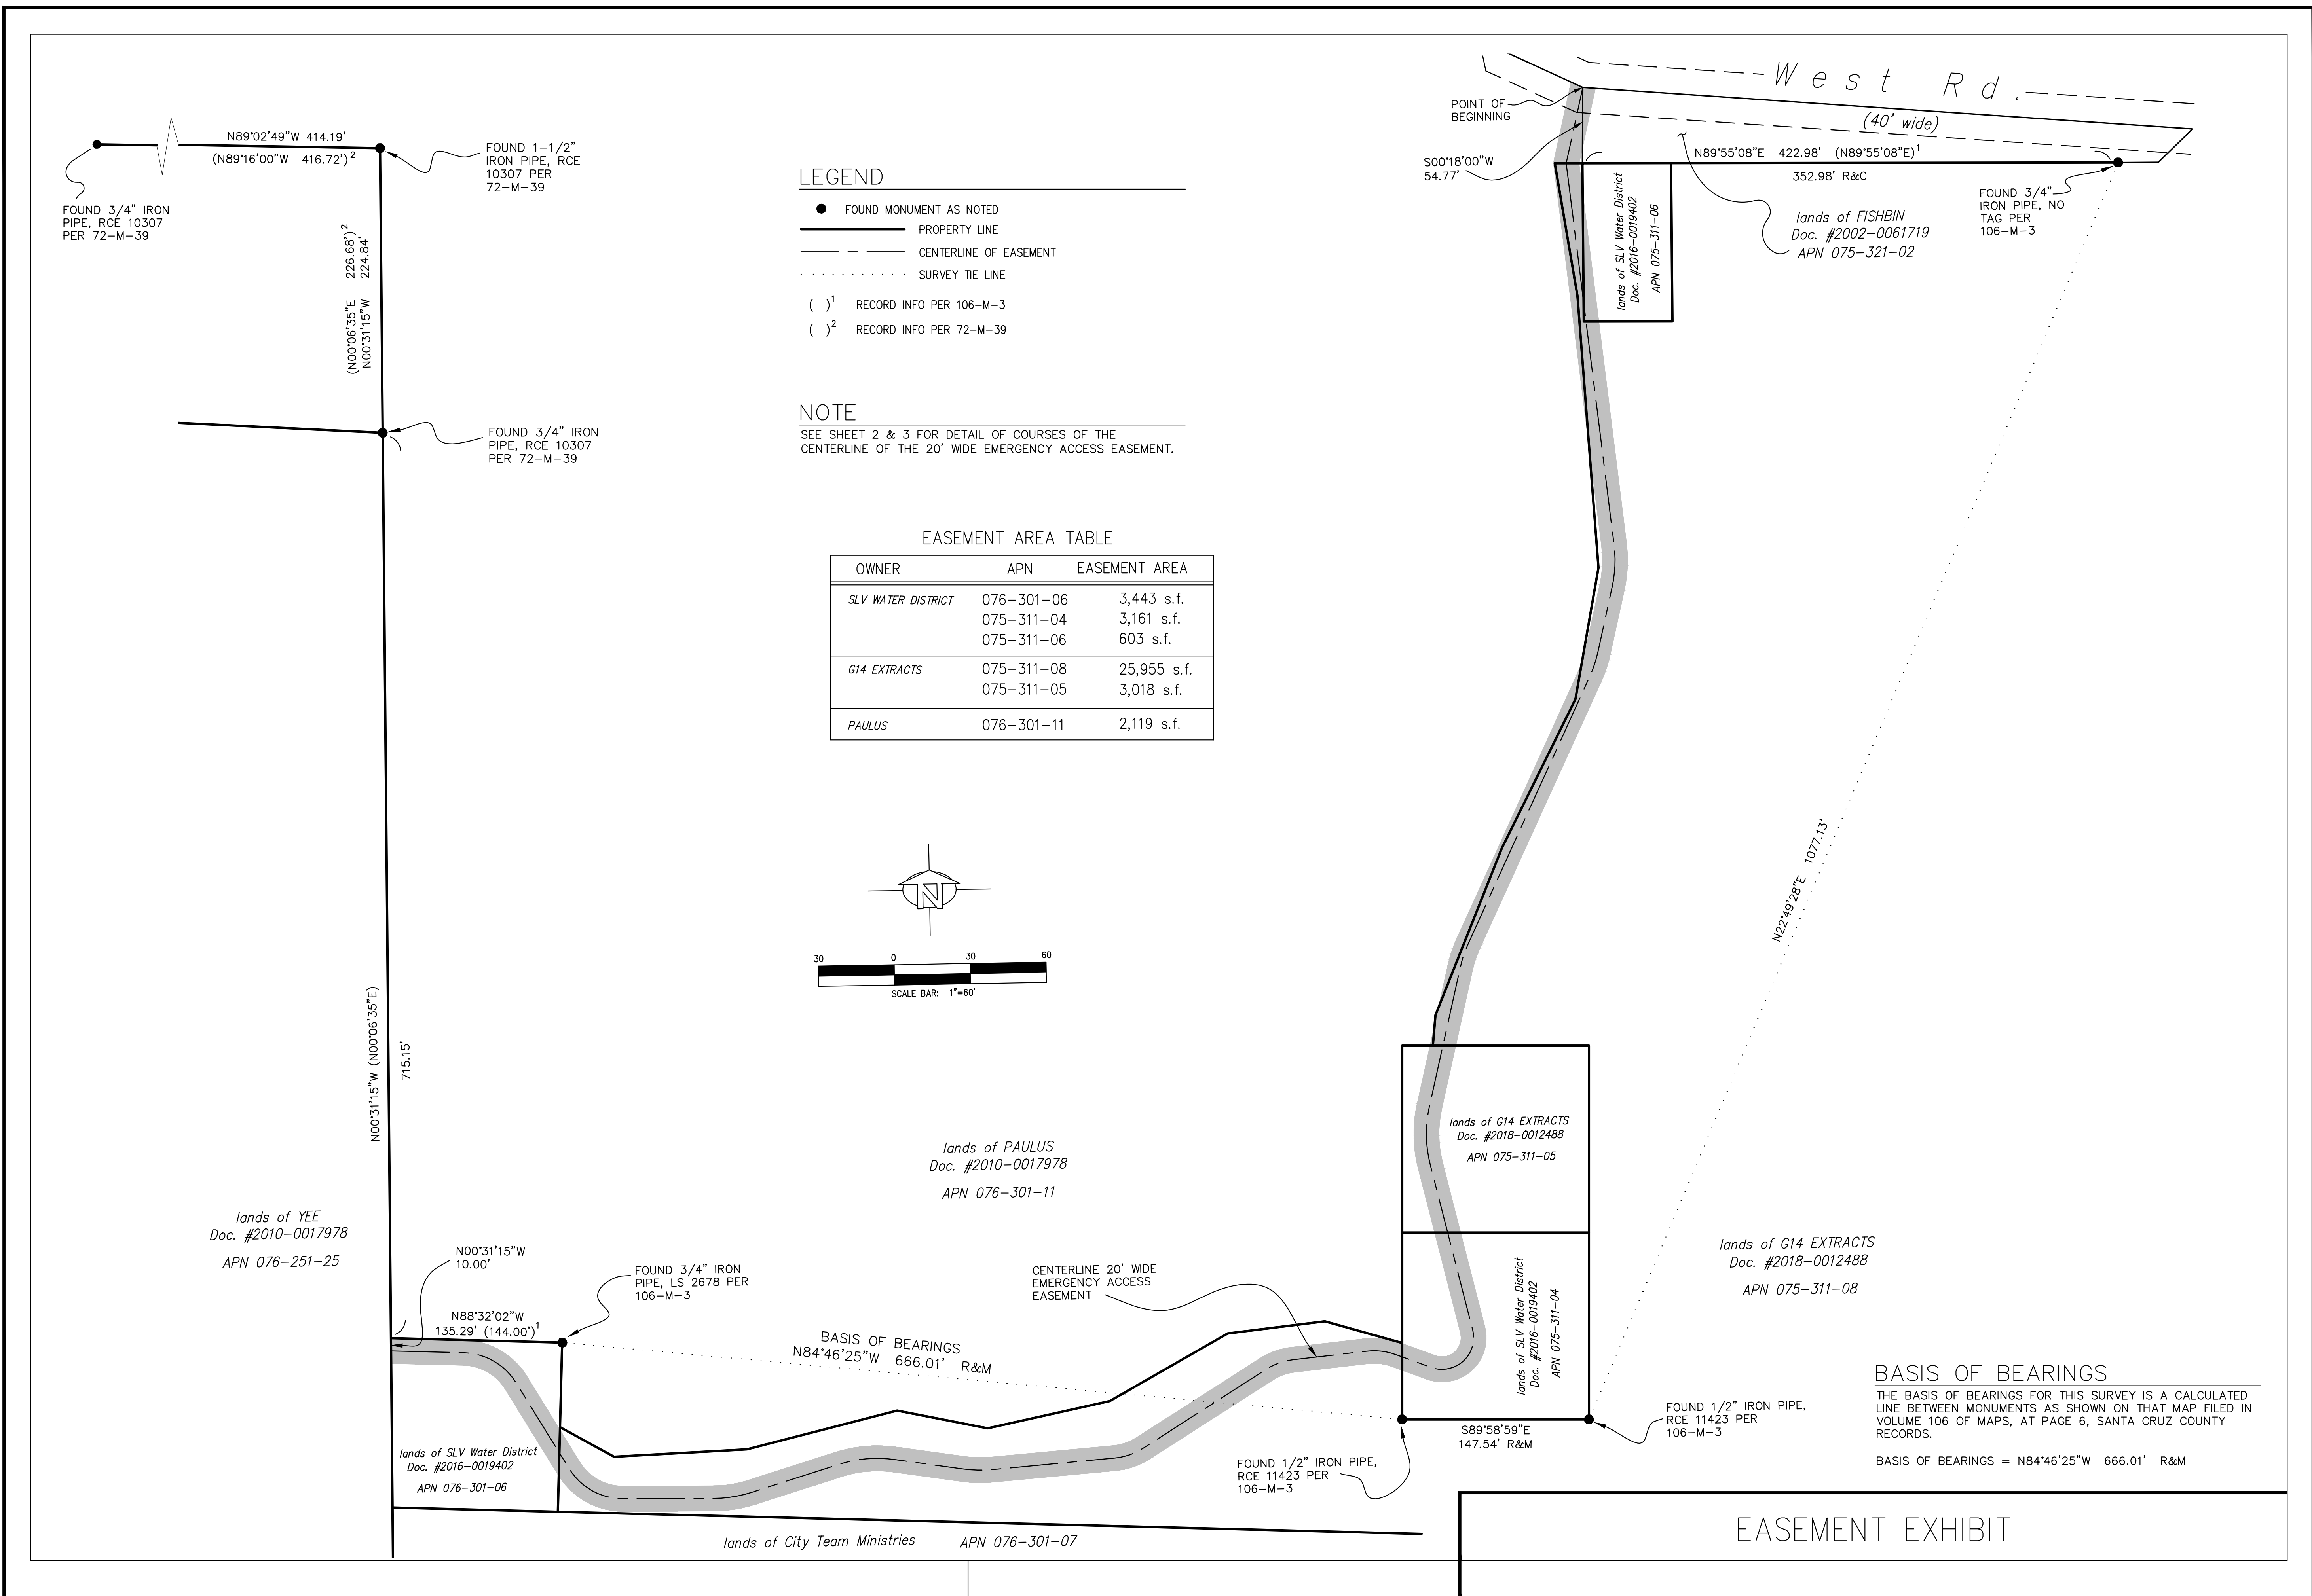 West Rd.
(40' wide)
POINT OF
BEGINNING
S00°18'00"W
54.77'
N89°55'08"E 422.98' (N89°55'08"E)1
352.98' R&C
FOUND 3/4"
IRON PIPE, NO
TAG PER
106-M-3
lands of FISHBIN
Doc. #2002-0061719
APN 075-321-02
lands of SLV Water District
Doc. #2016-0019402
APN 075-311-06
N89°02'49"W 414.19'
(N89°16'00"W 416.72')2
FOUND 1-1/2"
IRON PIPE, RCE
10307 PER
72-M-39
FOUND 3/4" IRON
PIPE, RCE 10307
PER 72-M-39
(N00°06'35"E 226.68')2
N00°31'15"W 224.84'
FOUND 3/4" IRON
PIPE, RCE 10307
PER 72-M-39
LEGEND
FOUND MONUMENT AS NOTED
PROPERTY LINE
CENTERLINE OF EASEMENT
SURVEY TIE LINE
( )1 RECORD INFO PER 106-M-3
( )2 RECORD INFO PER 72-M-39
NOTE
SEE SHEET 2 & 3 FOR DETAIL OF COURSES OF THE
CENTERLINE OF THE 20' WIDE EMERGENCY ACCESS EASEMENT.
EASEMENT AREA TABLE
OWNER APN EASEMENT AREA
SLV WATER DISTRICT 076-301-06 3,443 s.f.
075-311-04 3,161 s.f.
075-311-06 603 s.f.
G14 EXTRACTS 075-311-08 25,955 s.f.
075-311-05 3,018 s.f.
PAULUS 076-301-11 2,119 s.f.
N
30 0 30 60
SCALE BAR: 1"=60'
N22°49'28"E 1077.13'
N00°31'15"W (N00°06'35"E)
715.15'
lands of PAULUS
Doc. #2010-0017978
APN 076-301-11
lands of G14 EXTRACTS
Doc. #2018-0012488
APN 075-311-05
lands of YEE
Doc. #2010-0017978
APN 076-251-25
N00°31'15"W
10.00'
N88°32'02"W
135.29' (144.00')1
FOUND 3/4" IRON
PIPE, LS 2678 PER
106-M-3
BASIS OF BEARINGS
N84°46'25"W 666.01' R&M
CENTERLINE 20' WIDE
EMERGENCY ACCESS
EASEMENT
lands of SLV Water District
Doc. #2016-0019402
APN 075-311-04
lands of G14 EXTRACTS
Doc. #2018-0012488
APN 075-311-08
S89°58'59"E
147.54' R&M
FOUND 1/2" IRON PIPE,
RCE 11423 PER
106-M-3
FOUND 1/2" IRON PIPE,
RCE 11423 PER
106-M-3
lands of SLV Water District
Doc. #2016-0019402
APN 076-301-06
lands of City Team Ministries APN 076-301-07
BASIS OF BEARINGS
THE BASIS OF BEARINGS FOR THIS SURVEY IS A CALCULATED
LINE BETWEEN MONUMENTS AS SHOWN ON THAT MAP FILED IN
VOLUME 106 OF MAPS, AT PAGE 6, SANTA CRUZ COUNTY
RECORDS.
BASIS OF BEARINGS = N84°46'25"W 666.01' R&M
EASEMENT EXHIBIT